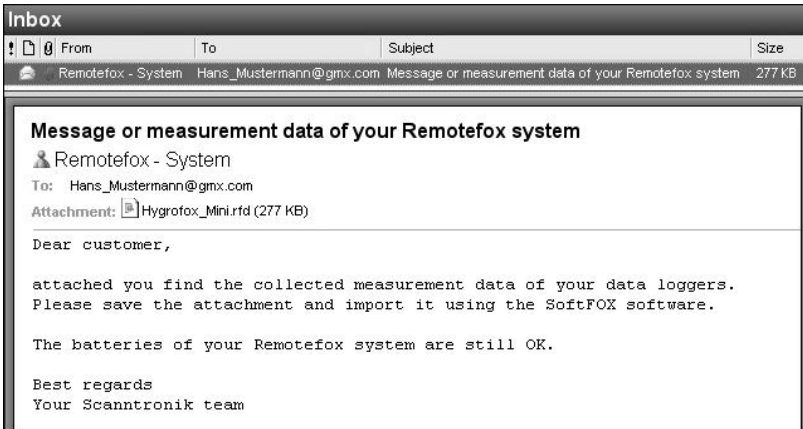 Inbox
! From To Subject Size
Remotefox - System Hans_Mustermann@gmx.com Message or measurement data of your Remotefox system 277 KB
Message or measurement data of your Remotefox system
Remotefox - System
To: Hans_Mustermann@gmx.com
Attachment: Hygrofox_Mini.rfd (277 KB)
Dear customer,
attached you find the collected measurement data of your data loggers.
Please save the attachment and import it using the SoftFOX software.
The batteries of your Remotefox system are still OK.
Best regards
Your Scanntronik team